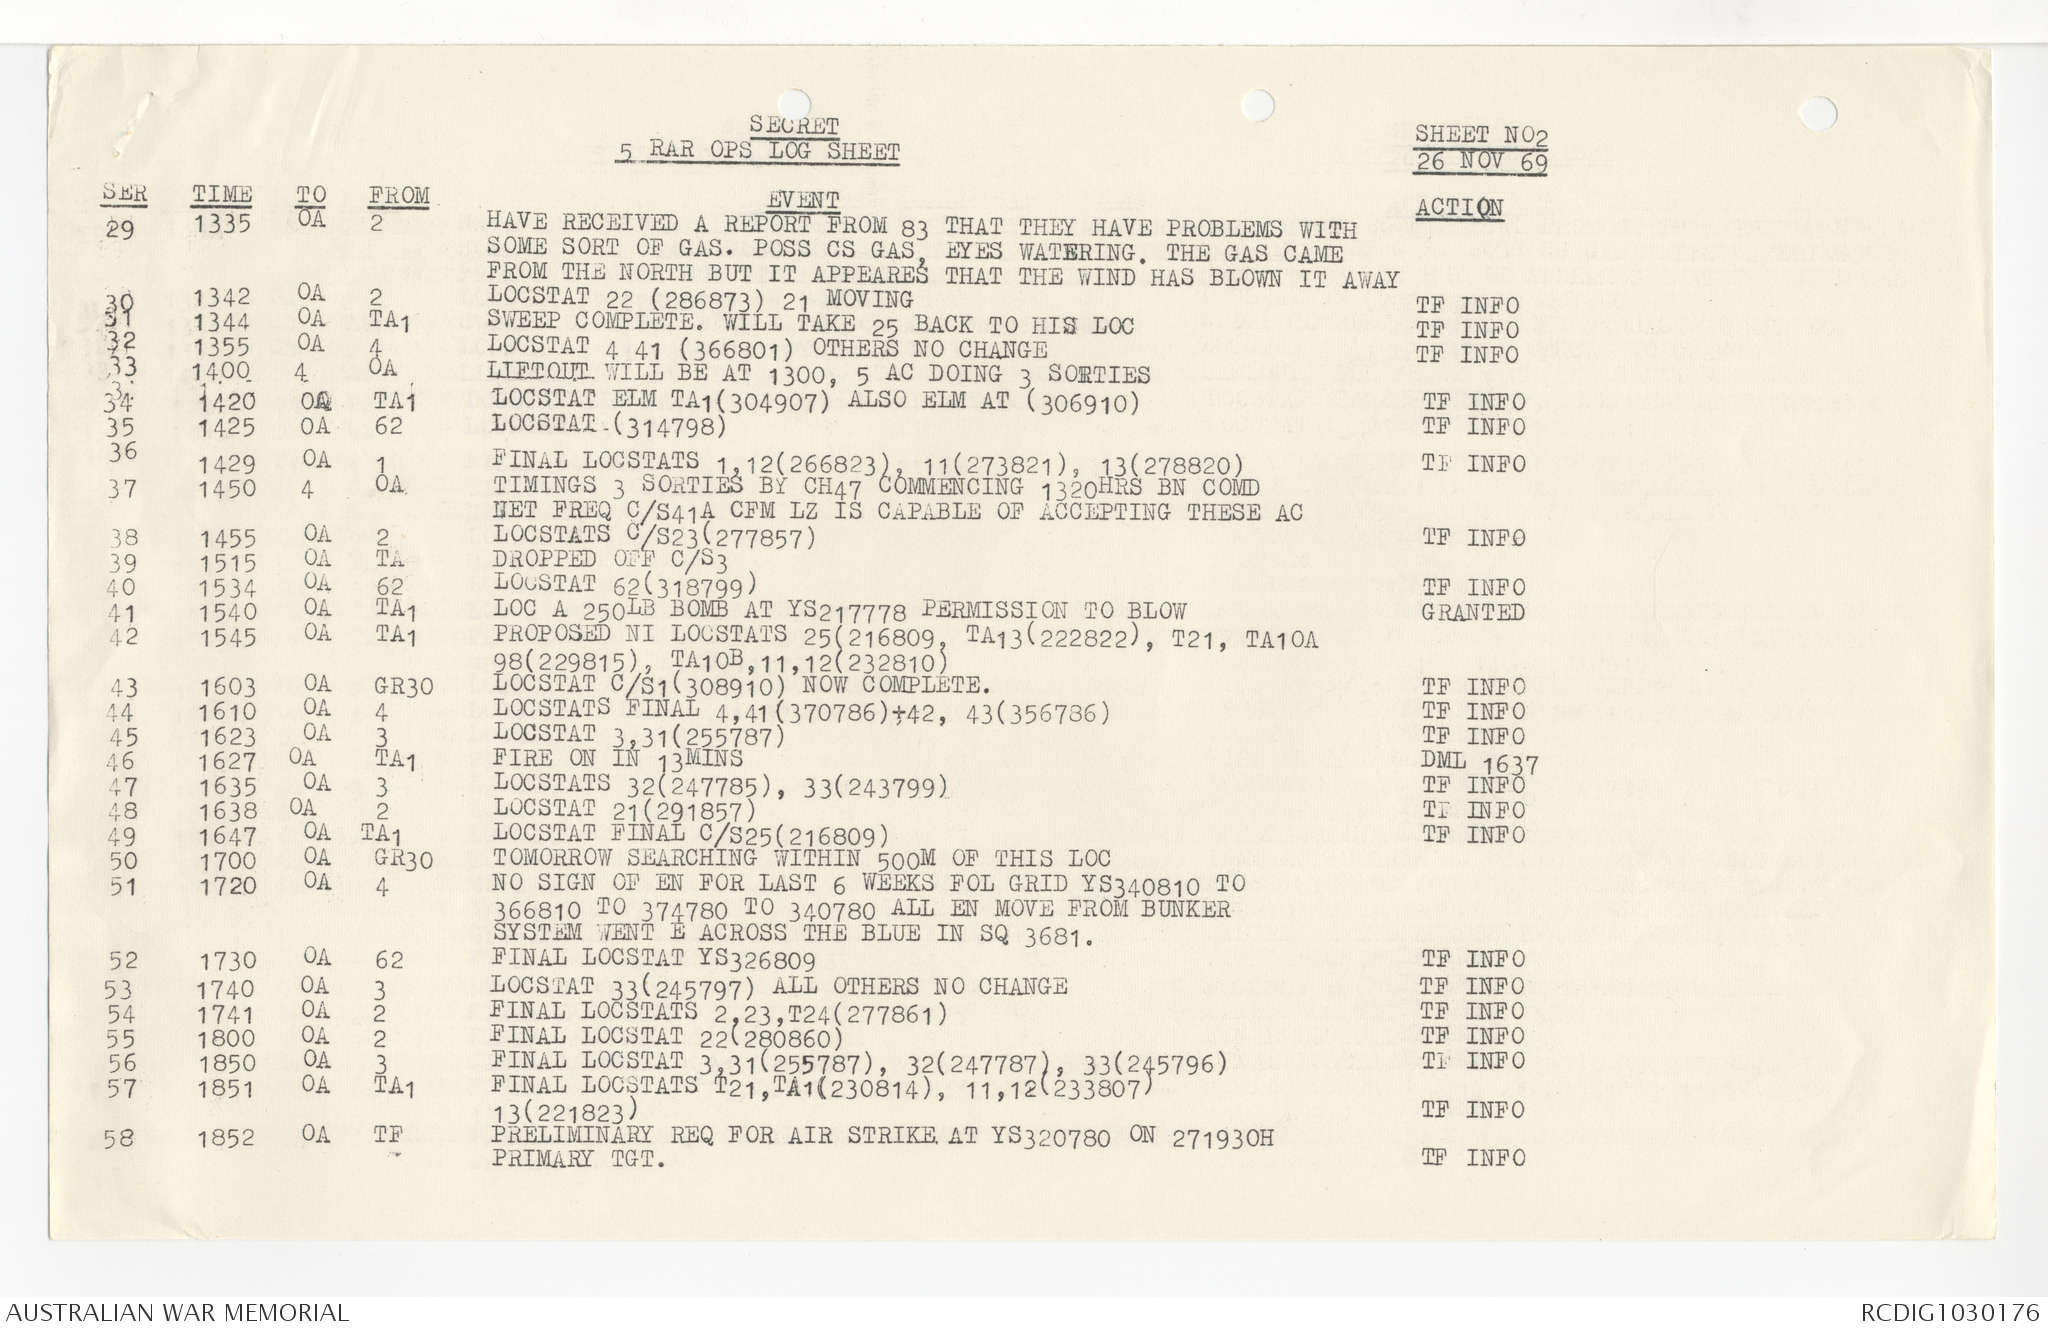 SECRET
5 RAR OPS LOG SHEET
SHEET NO2
26 NOV 69
SER TIME TO FROM EVENT ACTION
29 1335 OA 2 HAVE RECEIVED A REPORT FROM 83 THAT THEY HAVE PROBLEMS WITH
SOME SORT OF GAS. POSS CS GAS, EYES WATERING. THE GAS CAME
FROM THE NORTH BUT IT APPEARES THAT THE WIND HAS BLOWN IT AWAY
30 1342 OA 2 LOCSTAT 22 (286873) 21 MOVING TF INFO
31 1344 OA TA1 SWEEP COMPLETE. WILL TAKE 25 BACK TO HIS LOC TF INFO
32 1355 OA 4 LOCSTAT 4 41 (366801) OTHERS NO CHANGE TF INFO
33 1400 4 OA LIFTOUT WILL BE AT 1300, 5 AC DOING 3 SORTIES
34 1420 OA TA1 LOCSTAT ELM TA1(304907) ALSO ELM AT (306910) TF INFO
35 1425 OA 62 LOCSTAT (314798) TF INFO
36 1429 OA 1 FINAL LOCSTATS 1,12(266823), 11(273821), 13(278820) TF INFO
37 1450 4 OA TIMINGS 3 SORTIES BY CH47 COMMENCING 1320HRS BN COMD
NET FREQ C/S41A CFM LZ IS CAPABLE OF ACCEPTING THESE AC
38 1455 OA 2 LOCSTATS C/S23(277857) TF INFO
39 1515 OA TA DROPPED OFF C/S3
40 1534 OA 62 LOCSTAT 62(318799) TF INFO
41 1540 OA TA1 LOC A 250LB BOMB AT YS217778 PERMISSION TO BLOW GRANTED
42 1545 OA TA1 PROPOSED NI LOCSTATS 25(216809, TA13(222822), T21, TA10A
98(229815), TA10B,11,12(232810)
43 1603 OA GR30 LOCSTAT C/S1(308910) NOW COMPLETE. TF INFO
44 1610 OA 4 LOCSTATS FINAL 4,41(370786),42, 43(356786) TF INFO
45 1623 OA 3 LOCSTAT 3,31(255787) TF INFO
46 1627 OA TA1 FIRE ON IN 13MINS DML 1637
47 1635 OA 3 LOCSTATS 32(247785), 33(243799) TF INFO
48 1638 OA 2 LOCSTAT 21(291857) TF INFO
49 1647 OA TA1 LOCSTAT FINAL C/S25(216809) TF INFO
50 1700 OA GR30 TOMORROW SEARCHING WITHIN 500M OF THIS LOC
51 1720 OA 4 NO SIGN OF EN FOR LAST 6 WEEKS FOL GRID YS340810 TO
366810 TO 374780 TO 340780 ALL EN MOVE FROM BUNKER
SYSTEM WENT E ACROSS THE BLUE IN SQ 3681.
52 1730 OA 62 FINAL LOCSTAT YS326809 TF INFO
53 1740 OA 3 LOCSTAT 33(245797) ALL OTHERS NO CHANGE TF INFO
54 1741 OA 2 FINAL LOCSTATS 2,23,T24(277861) TF INFO
55 1800 OA 2 FINAL LOCSTAT 22(280860) TF INFO
56 1850 OA 3 FINAL LOCSTAT 3,31(255787), 32(247787), 33(245796) TF INFO
57 1851 OA TA1 FINAL LOCSTATS T21,TA1(230814), 11,12(233807)
13(221823) TF INFO
58 1852 OA TF PRELIMINARY REQ FOR AIR STRIKE AT YS320780 ON 271930H
PRIMARY TGT. TF INFO
AUSTRALIAN WAR MEMORIAL
RCDIG1030176